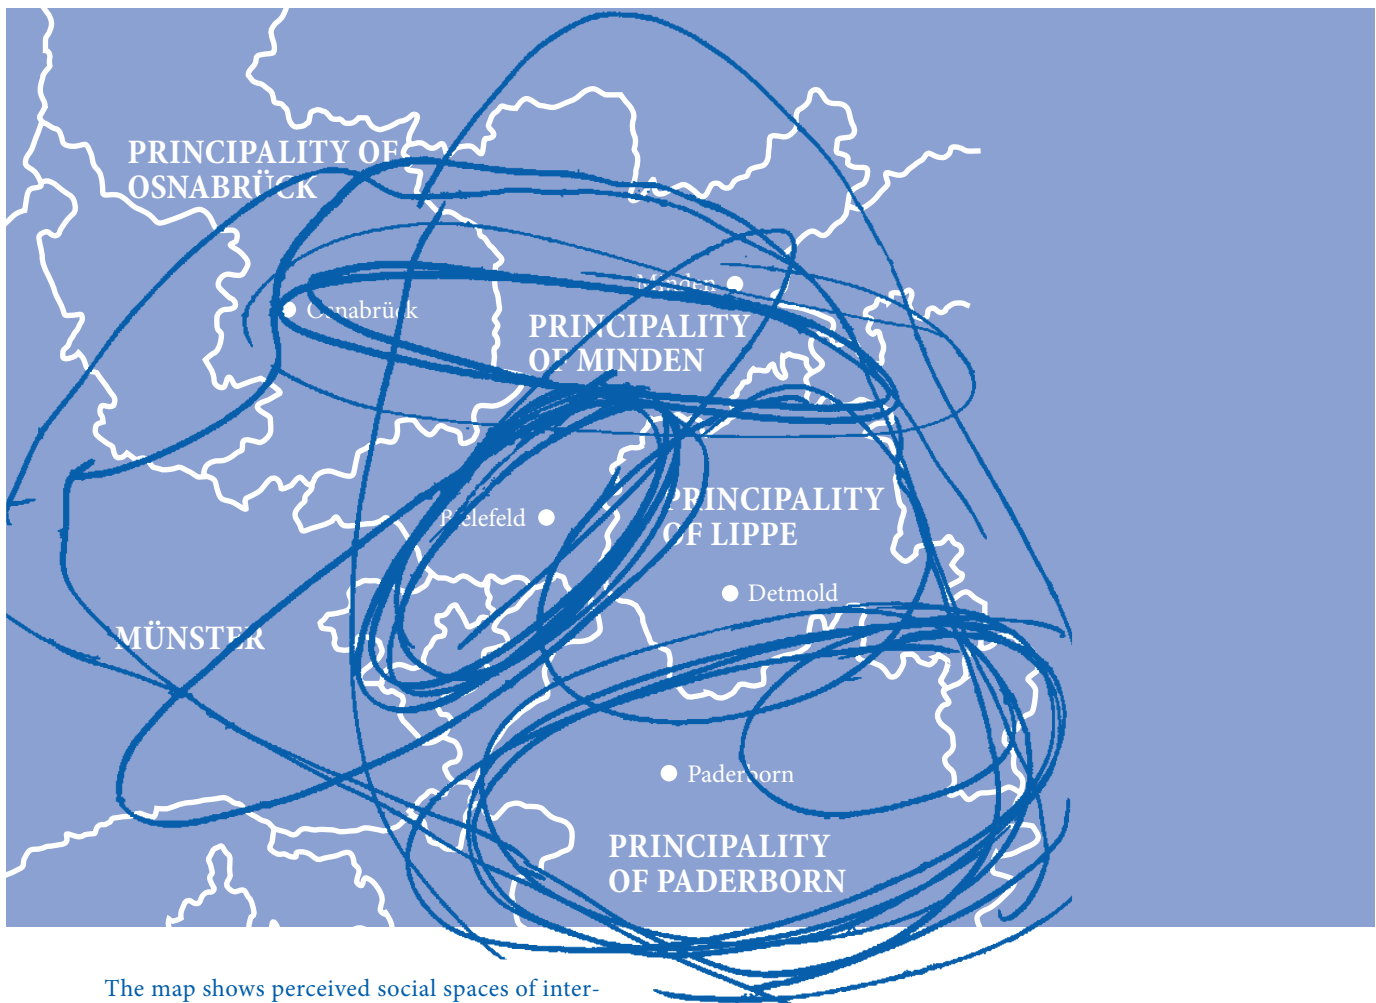 PRINCIPALITY OF
OSNABRÜCK
Minden
Osnabrück
PRINCIPALITY
OF MINDEN
PRINCIPALITY
OF LIPPE
Bielefeld
Detmold
MÜNSTER
Paderborn
PRINCIPALITY
OF PADERBORN
The map shows perceived social spaces of inter-